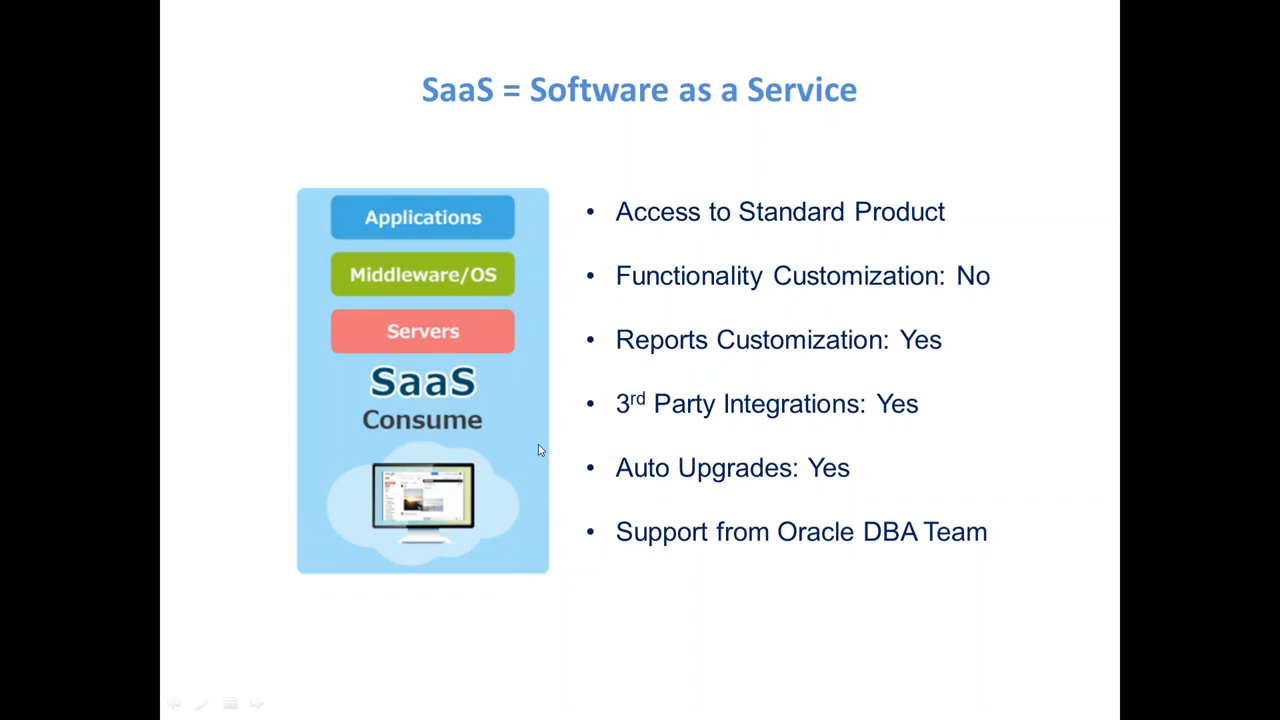 SaaS = Software as a Service
Applications
Middleware/OS
Servers
SaaS
Consume
• Access to Standard Product
• Functionality Customization: No
• Reports Customization: Yes
• 3rd Party Integrations: Yes
• Auto Upgrades: Yes
• Support from Oracle DBA Team